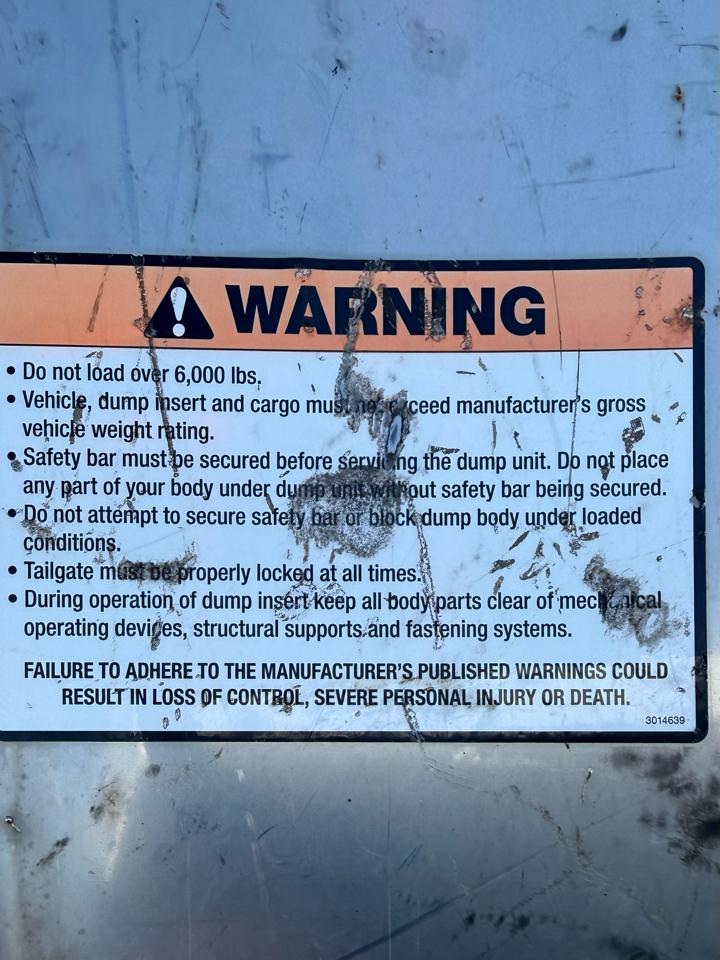 WARNING
• Do not load over 6,000 lbs.
• Vehicle, dump insert and cargo must not exceed manufacturer's gross
vehicle weight rating.
• Safety bar must be secured before servicing the dump unit. Do not place
any part of your body under dump unit without safety bar being secured.
• Do not attempt to secure safety bar or block dump body under loaded
conditions.
• Tailgate must be properly locked at all times.
• During operation of dump insert keep all body parts clear of mechanical
operating devices, structural supports and fastening systems.
FAILURE TO ADHERE TO THE MANUFACTURER'S PUBLISHED WARNINGS COULD
RESULT IN LOSS OF CONTROL, SEVERE PERSONAL INJURY OR DEATH.
3014639